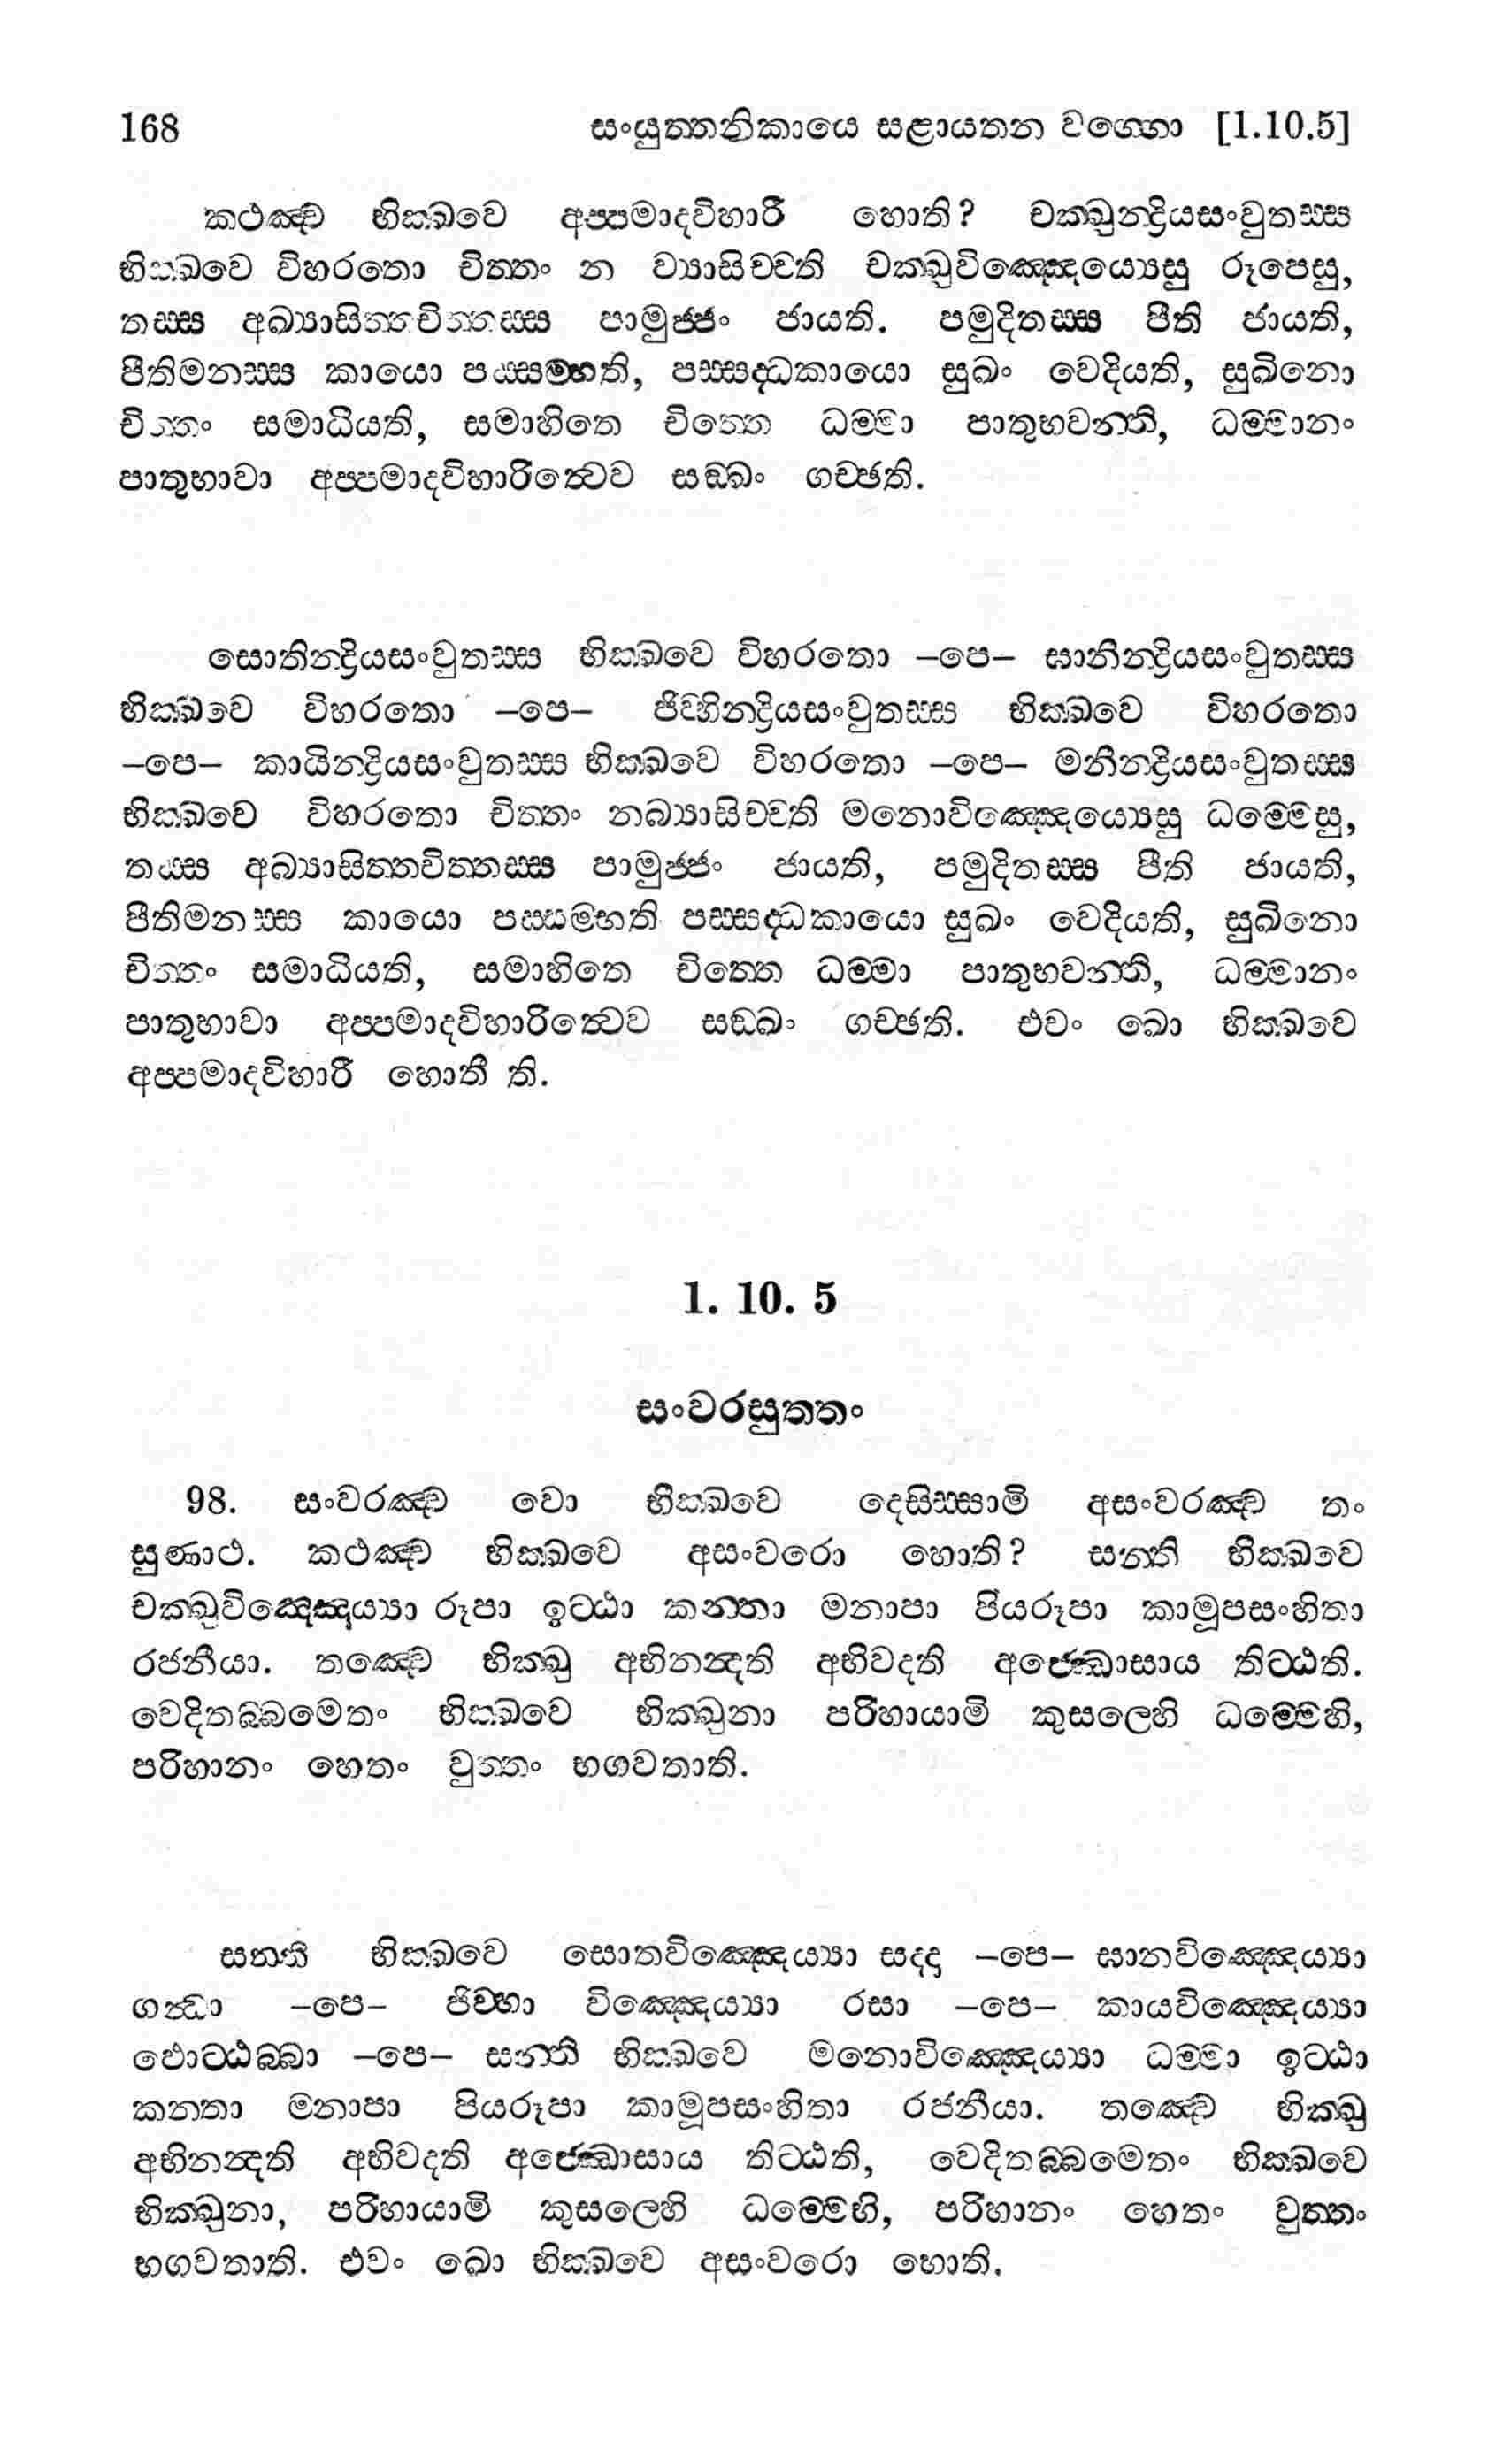 168 සංයුත්තනිකායෙ සළායතන වග්ගො [1.10.5]
කථඤ්ච භික්ඛවෙ අප්පමාදවිහාරී හොති? චක්ඛුන්ද්‍රියසංවුතස්ස
භික්ඛවෙ විහරතො චිත්තං න ව්‍යාසිච්චති චක්ඛුවිඤ්ඤෙය්‍යෙසු රූපෙසු,
තස්ස අඛ්‍යාසිත්තචිත්තස්ස පාමුජ්ජං ජායති. පමුදිතස්ස පීති ජායති,
පීතිමනස්ස කායො පස්සම්භති, පස්සද්ධකායො සුඛං වෙදියති, සුඛිනො
චිත්තං සමාධියති, සමාහිතෙ චිත්තෙ ධම්මා පාතුභවන්ති, ධම්මානං
පාතුභාවා අප්පමාදවිහාරිත්‍වෙව සඞ්ඛං ගච්ඡති.
සොතින්ද්‍රියසංවුතස්ස භික්ඛවෙ විහරතො –පෙ– ඝානින්ද්‍රියසංවුතස්ස
භික්ඛවෙ විහරතො –පෙ– ජිව්හින්ද්‍රියසංවුතස්ස භික්ඛවෙ විහරතො
–පෙ– කායින්ද්‍රියසංවුතස්ස භික්ඛවෙ විහරතො –පෙ– මනින්ද්‍රියසංවුතස්ස
භික්ඛවෙ විහරතො චිත්තං නබ්‍යාසිච්චති මනොවිඤ්ඤෙය්‍යෙසු ධම්මෙසු,
තස්ස අබ්‍යාසිත්තචිත්තස්ස පාමුජ්ජං ජායති, පමුදිතස්ස පීති ජායති,
පීතිමනස්ස කායො පස්සම්භති පස්සද්ධකායො සුඛං වෙදියති, සුඛිනො
චිත්තං සමාධියති, සමාහිතෙ චිත්තෙ ධම්මා පාතුභවන්ති, ධම්මානං
පාතුභාවා අප්පමාදවිහාරිත්‍වෙව සඞ්ඛං ගච්ඡති. එවං ඛො භික්ඛවෙ
අප්පමාදවිහාරී හොතී ති.
1. 10. 5
සංවරසුත්තං
98. සංවරඤ්ච වො භික්ඛවෙ දෙසිස්සාමි අසංවරඤ්ච තං
සුණාථ. කථඤ්ච භික්ඛවෙ අසංවරො හොති? සන්ති භික්ඛවෙ
චක්ඛුවිඤ්ඤෙය්‍යා රූපා ඉට්ඨා කන්තා මනාපා පියරූපා කාමූපසංහිතා
රජනීයා. තඤ්චෙ භික්ඛු අභිනන්දති අභිවදති අජ්ඣොසාය තිට්ඨති.
වෙදිතබ්බමෙතං භික්ඛවෙ භික්ඛුනා පරිහායාමි කුසලෙහි ධම්මෙහි,
පරිහානං හෙතං වුත්තං භගවතාති.
සන්ති භික්ඛවෙ සොතවිඤ්ඤෙය්‍යා සද්දා –පෙ– ඝානවිඤ්ඤෙය්‍යා
ගන්ධා –පෙ– ජිව්හා විඤ්ඤෙය්‍යා රසා –පෙ– කායවිඤ්ඤෙය්‍යා
ඵොට්ඨබ්බා –පෙ– සන්ති භික්ඛවෙ මනොවිඤ්ඤෙය්‍යා ධම්මා ඉට්ඨා
කන්තා මනාපා පියරූපා කාමූපසංහිතා රජනීයා. තඤ්චෙ භික්ඛු
අභිනන්දති අභිවදති අජ්ඣොසාය තිට්ඨති, වෙදිතබ්බමෙතං භික්ඛවෙ
භික්ඛුනා, පරිහායාමි කුසලෙහි ධම්මෙභි, පරිහානං හෙතං වුත්තං
භගවතාති. එවං ඛො භික්ඛවෙ අසංවරො හොති.